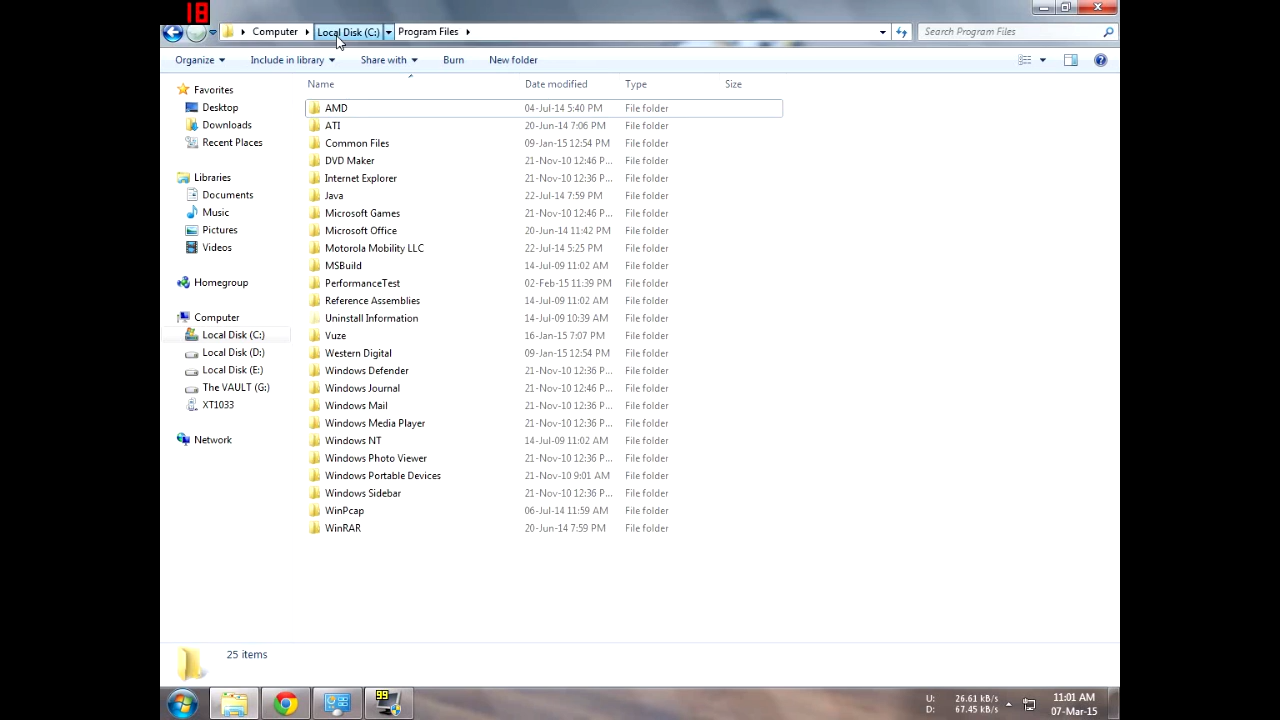 18
Computer Local Disk (C:) Program Files Search Program Files
Organize Include in library Share with Burn New folder
Name Date modified Type Size
Favorites
Desktop
Downloads
Recent Places
Libraries
Documents
Music
Pictures
Videos
Homegroup
Computer
Local Disk (C:)
Local Disk (D:)
Local Disk (E:)
The VAULT (G:)
XT1033
Network
AMD 04-Jul-14 5:40 PM File folder
ATI 20-Jun-14 7:06 PM File folder
Common Files 09-Jan-15 12:54 PM File folder
DVD Maker 21-Nov-10 12:46 P... File folder
Internet Explorer 21-Nov-10 12:36 P... File folder
Java 22-Jul-14 7:59 PM File folder
Microsoft Games 21-Nov-10 12:46 P... File folder
Microsoft Office 20-Jun-14 11:42 PM File folder
Motorola Mobility LLC 22-Jul-14 5:25 PM File folder
MSBuild 14-Jul-09 11:02 AM File folder
PerformanceTest 02-Feb-15 11:39 PM File folder
Reference Assemblies 14-Jul-09 11:02 AM File folder
Uninstall Information 14-Jul-09 10:39 AM File folder
Vuze 16-Jan-15 7:07 PM File folder
Western Digital 09-Jan-15 12:54 PM File folder
Windows Defender 21-Nov-10 12:36 P... File folder
Windows Journal 21-Nov-10 12:46 P... File folder
Windows Mail 21-Nov-10 12:36 P... File folder
Windows Media Player 21-Nov-10 12:36 P... File folder
Windows NT 14-Jul-09 11:02 AM File folder
Windows Photo Viewer 21-Nov-10 12:36 P... File folder
Windows Portable Devices 21-Nov-10 9:01 AM File folder
Windows Sidebar 21-Nov-10 12:36 P... File folder
WinPcap 06-Jul-14 11:59 AM File folder
WinRAR 20-Jun-14 7:59 PM File folder
25 items
99
U: 26.61 kB/s
D: 67.45 kB/s
11:01 AM
07-Mar-15